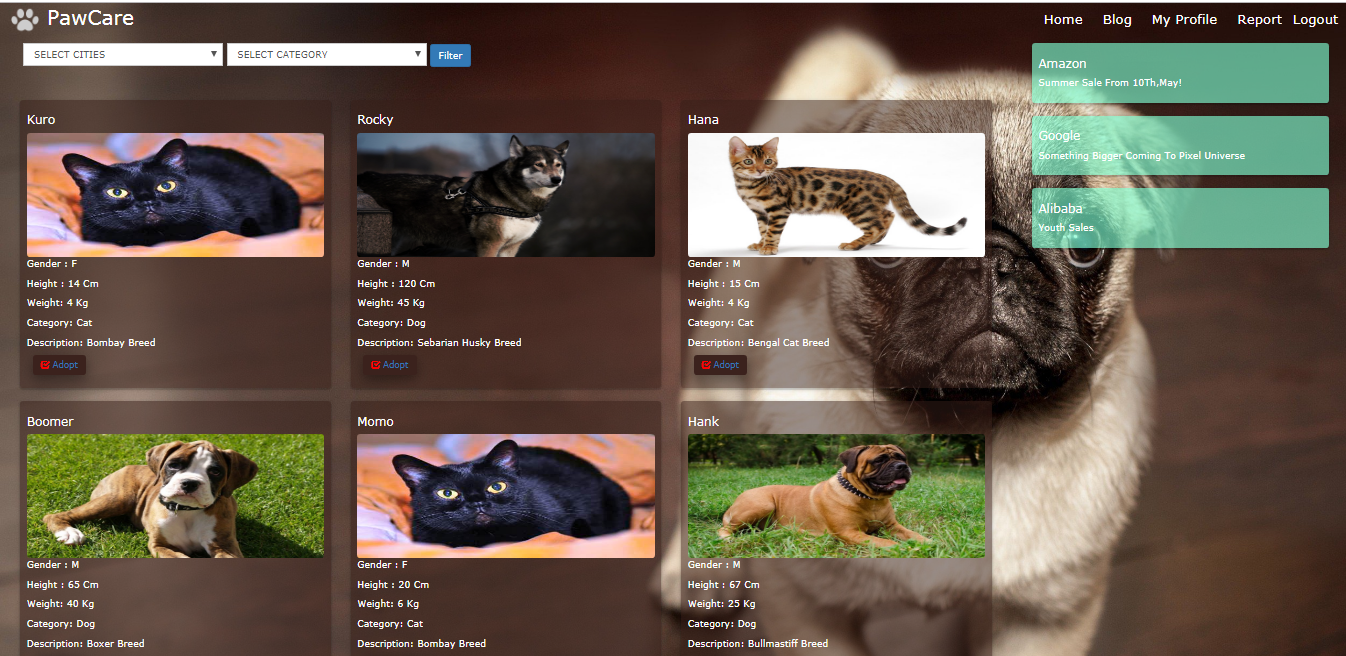 PawCare
Home Blog My Profile Report Logout
SELECT CITIES SELECT CATEGORY Filter
Amazon
Summer Sale From 10Th,May!
Google
Something Bigger Coming To Pixel Universe
Alibaba
Youth Sales
Kuro
Gender : F
Height : 14 Cm
Weight: 4 Kg
Category: Cat
Description: Bombay Breed
Adopt
Rocky
Gender : M
Height : 120 Cm
Weight: 45 Kg
Category: Dog
Description: Sebarian Husky Breed
Adopt
Hana
Gender : M
Height : 15 Cm
Weight: 4 Kg
Category: Cat
Description: Bengal Cat Breed
Adopt
Boomer
Gender : M
Height : 65 Cm
Weight: 40 Kg
Category: Dog
Description: Boxer Breed
Momo
Gender : F
Height : 20 Cm
Weight: 6 Kg
Category: Cat
Description: Bombay Breed
Hank
Gender : M
Height : 67 Cm
Weight: 25 Kg
Category: Dog
Description: Bullmastiff Breed